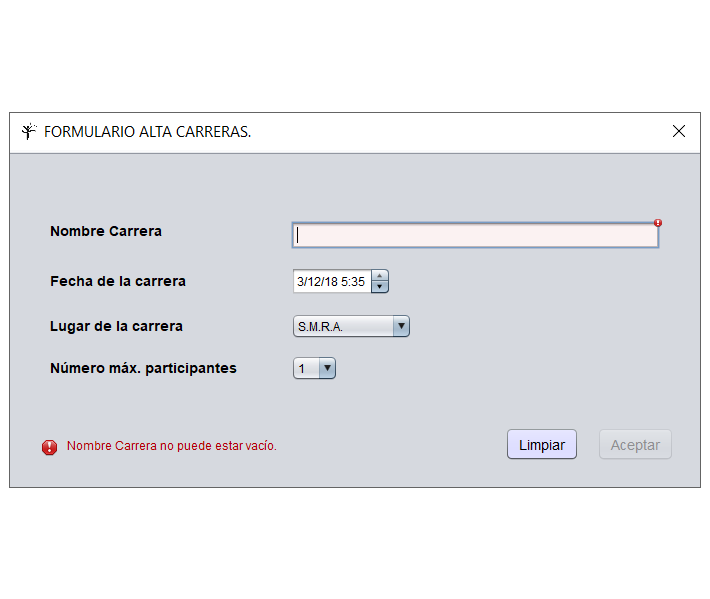 FORMULARIO ALTA CARRERAS.
Nombre Carrera
Fecha de la carrera
3/12/18 5:35
Lugar de la carrera
S.M.R.A.
Número máx. participantes
1
Nombre Carrera no puede estar vacío.
Limpiar
Aceptar